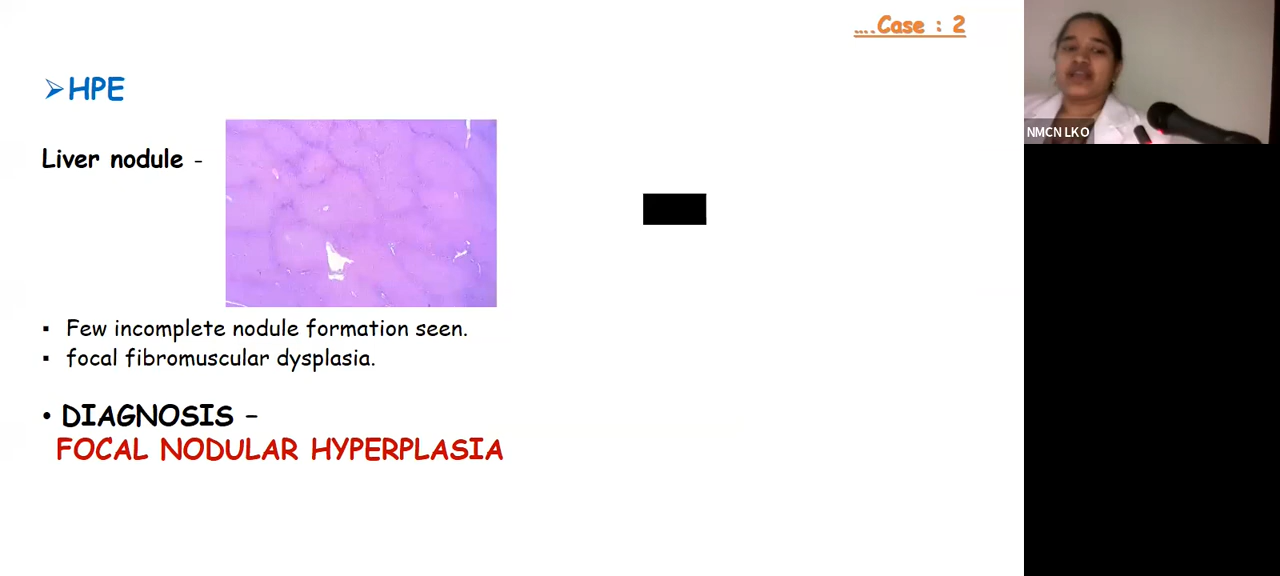 ....Case : 2
➢HPE
Liver nodule -
▪ Few incomplete nodule formation seen.
▪ focal fibromuscular dysplasia.
• DIAGNOSIS –
FOCAL NODULAR HYPERPLASIA
NMCN LKO